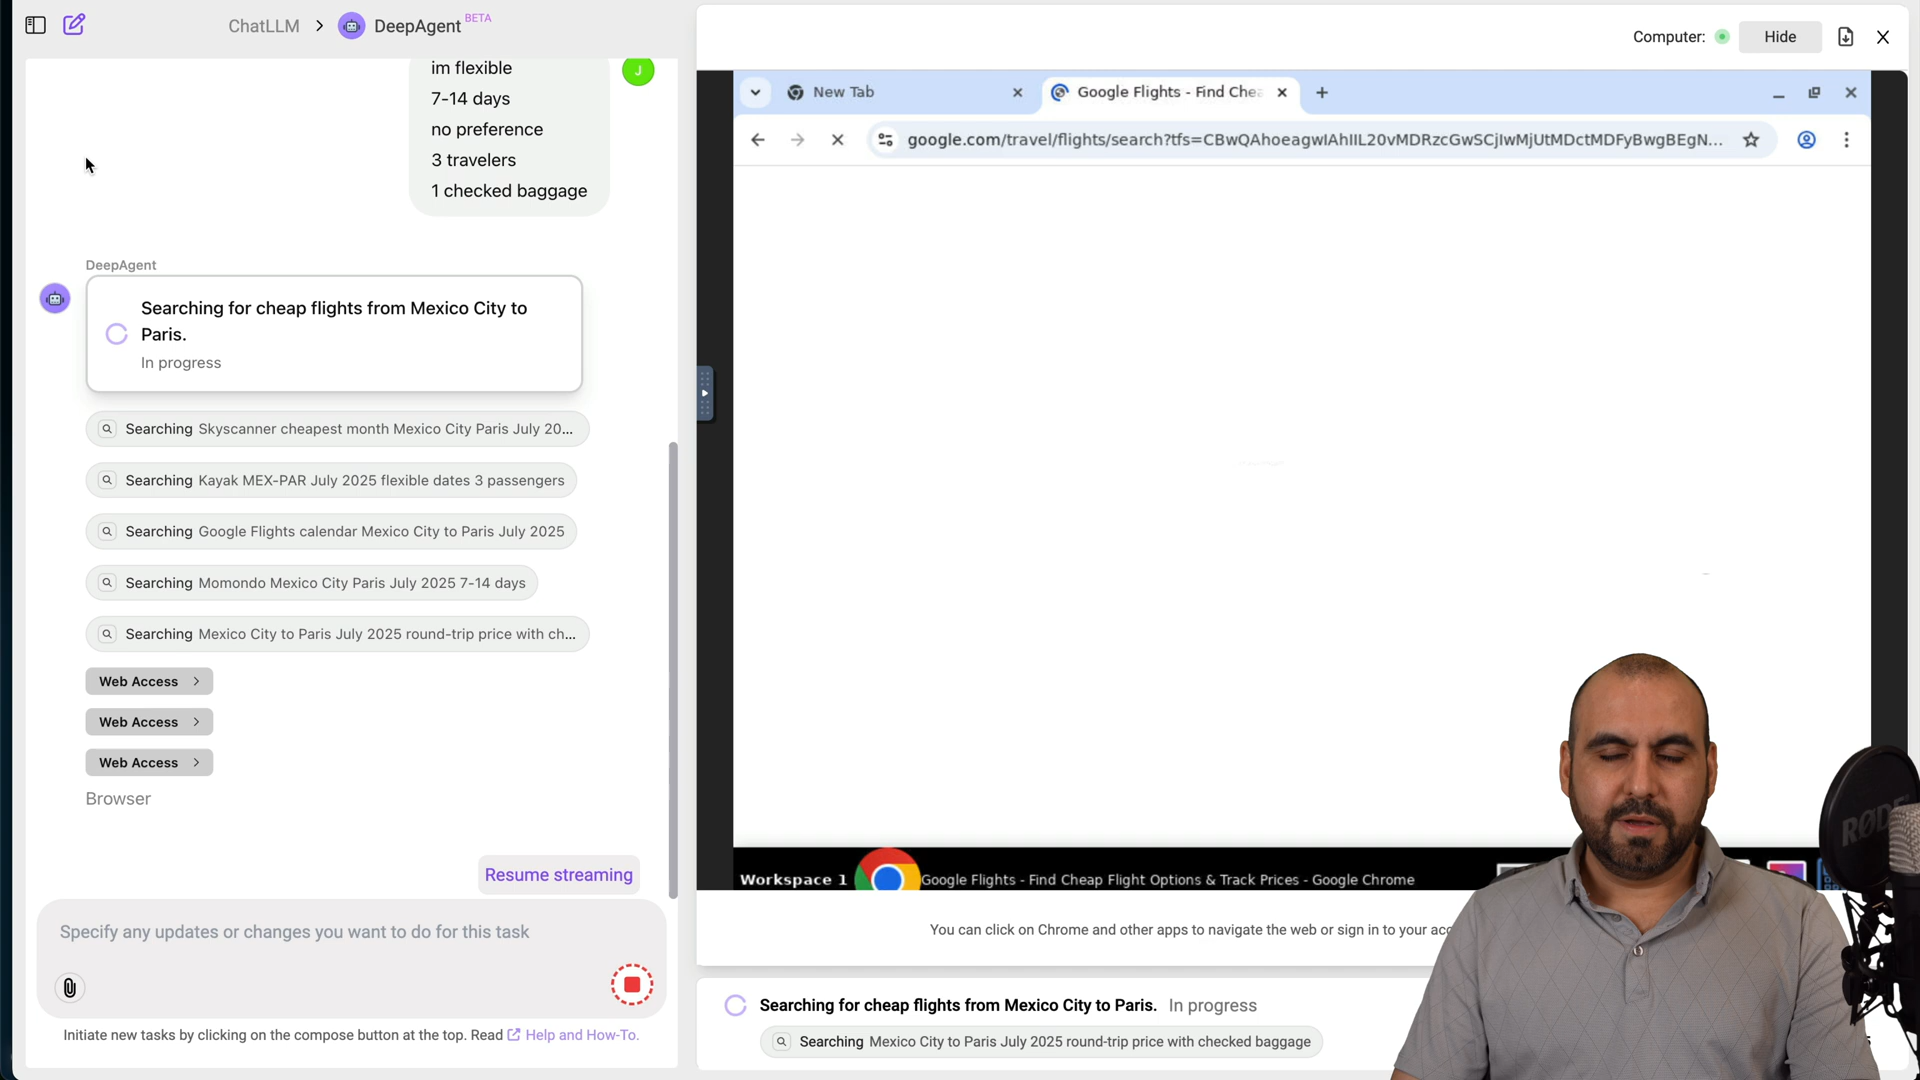 ChatLLM > DeepAgent BETA
im flexible
7-14 days
no preference
3 travelers
1 checked baggage
J
DeepAgent
Searching for cheap flights from Mexico City to
Paris.
In progress
Searching Skyscanner cheapest month Mexico City Paris July 20...
Searching Kayak MEX-PAR July 2025 flexible dates 3 passengers
Searching Google Flights calendar Mexico City to Paris July 2025
Searching Momondo Mexico City Paris July 2025 7-14 days
Searching Mexico City to Paris July 2025 round-trip price with ch...
Web Access >
Web Access >
Web Access >
Browser
Resume streaming
Specify any updates or changes you want to do for this task
Initiate new tasks by clicking on the compose button at the top. Read Help and How-To.
Computer: Hide
New Tab
Google Flights - Find Chea
google.com/travel/flights/search?tfs=CBwQAhoeagwIAhIIL20vMDRzcGwSCjIwMjUtMDctMDFyBwgBEgN...
Workspace 1
Google Flights - Find Cheap Flight Options & Track Prices - Google Chrome
You can click on Chrome and other apps to navigate the web or sign in to your
Searching for cheap flights from Mexico City to Paris. In progress
Searching Mexico City to Paris July 2025 round-trip price with checked baggage
RØDE